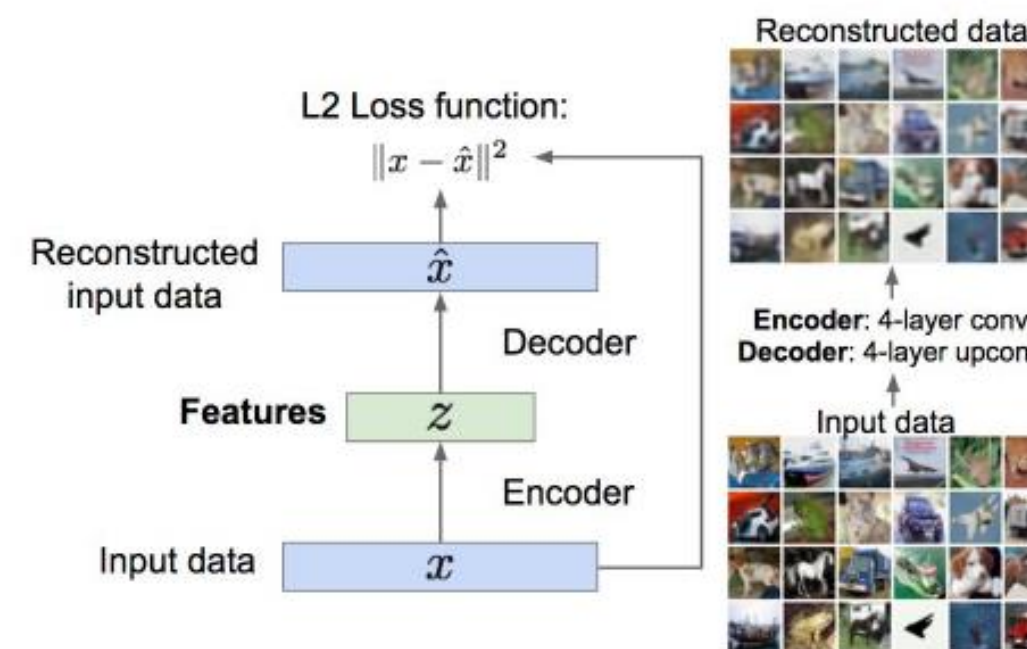 L2 Loss function:
‖x − x̂‖²
Reconstructed
input data
x̂
Decoder
Features
z
Encoder
Input data
x
Reconstructed data
Encoder: 4-layer conv
Decoder: 4-layer upcon
Input data